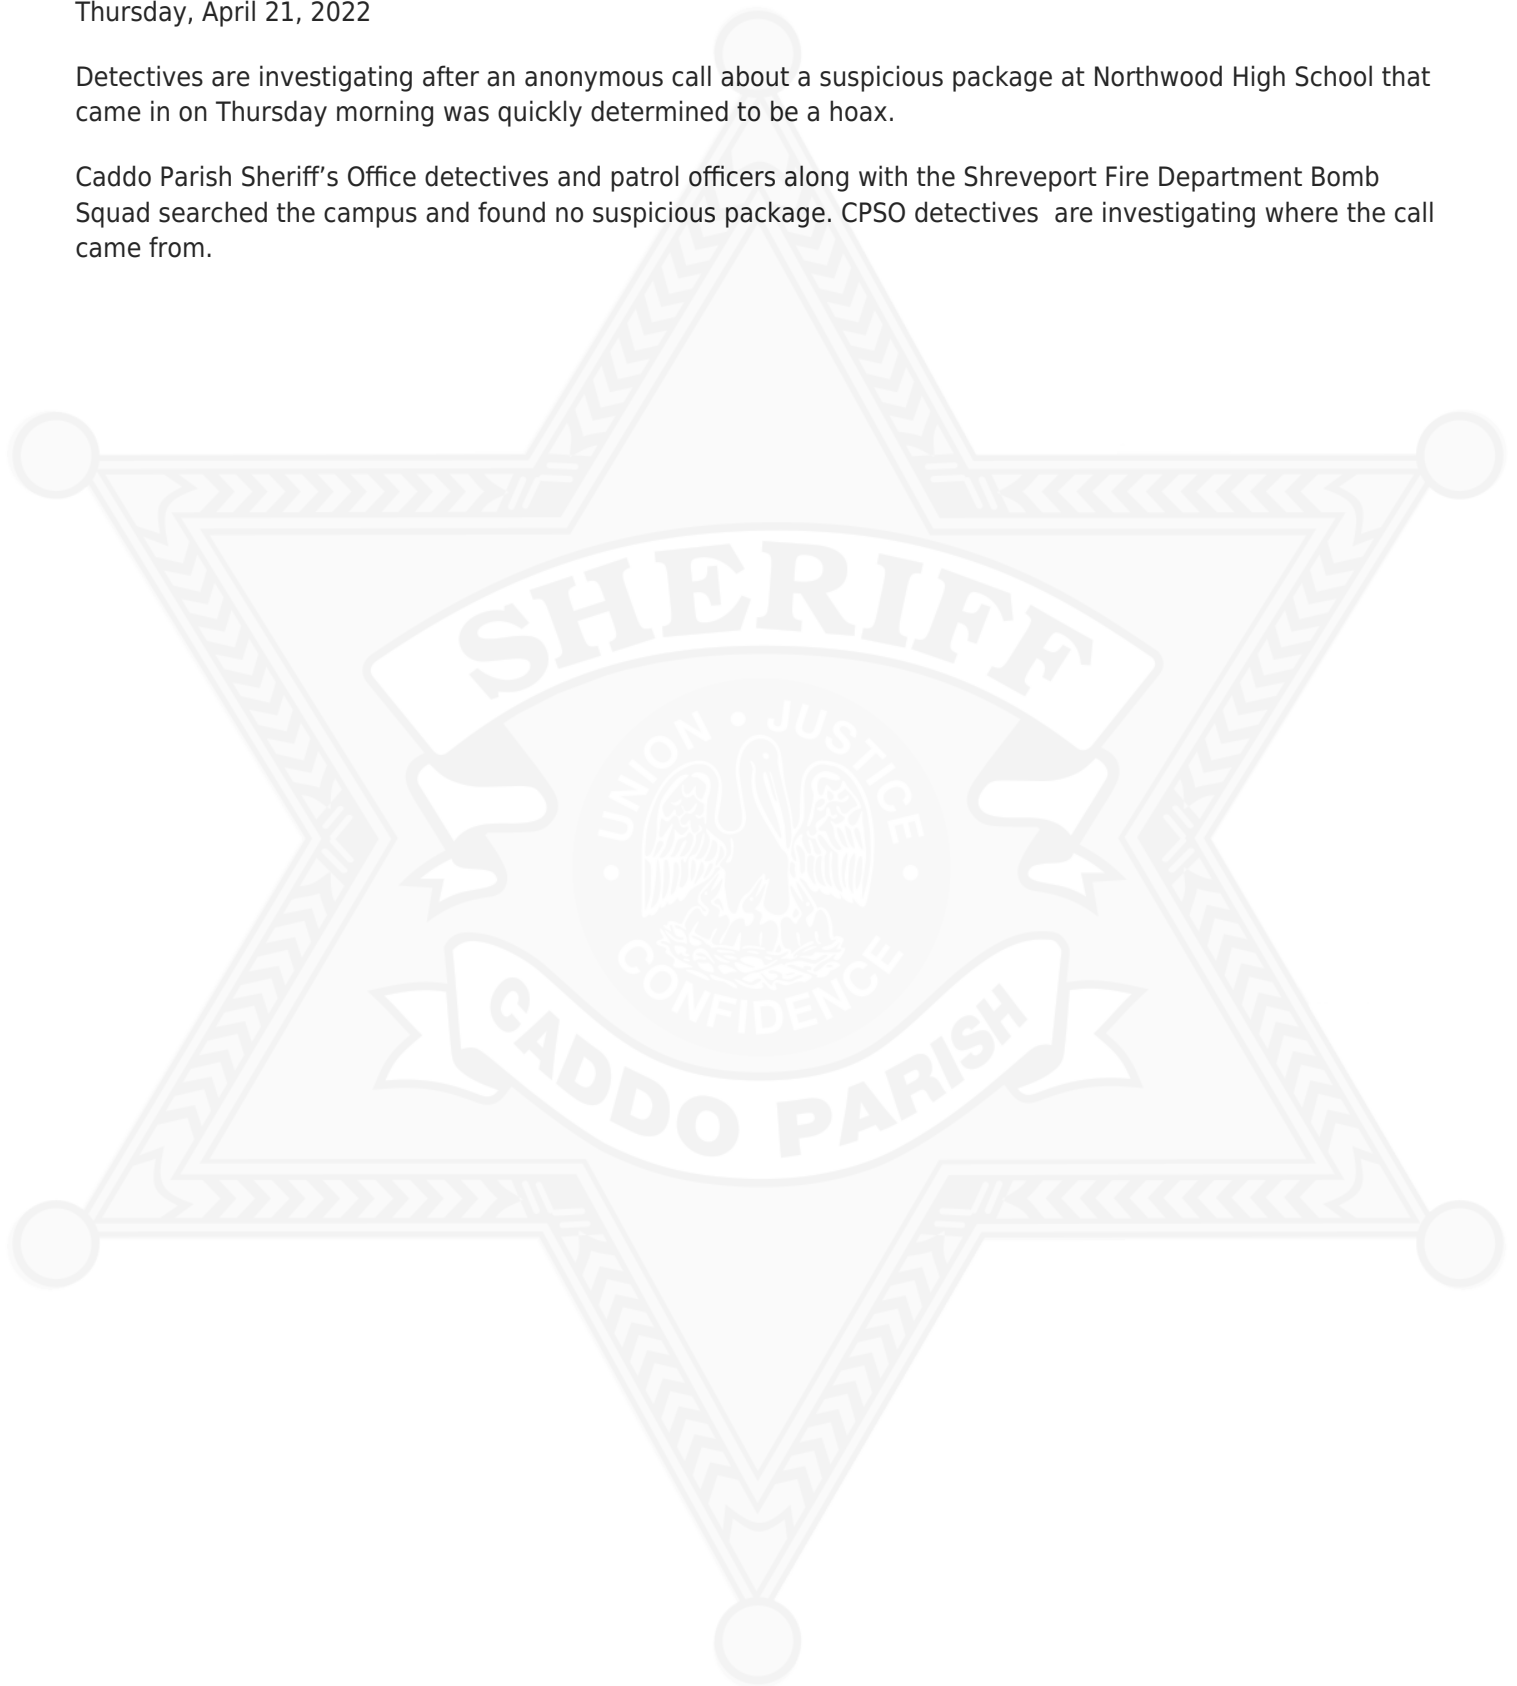 Thursday, April 21, 2022
Detectives are investigating after an anonymous call about a suspicious package at Northwood High School that
came in on Thursday morning was quickly determined to be a hoax.
Caddo Parish Sheriff’s Office detectives and patrol officers along with the Shreveport Fire Department Bomb
Squad searched the campus and found no suspicious package. CPSO detectives  are investigating where the call
came from.
SHERIFF
UNION • JUSTICE
• CONFIDENCE •
CADDO PARISH